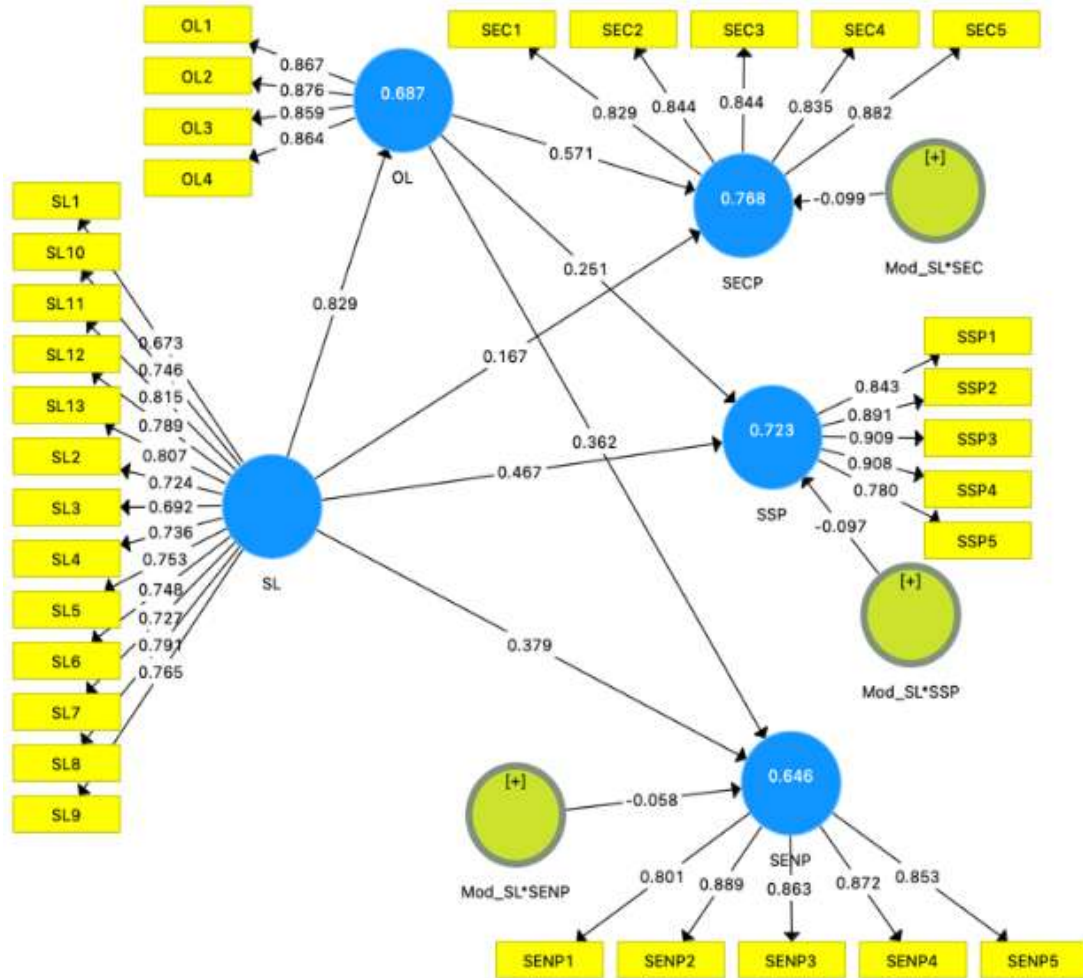 OL1
OL2
OL3
OL4
0.867
0.876
0.859
0.864
0.687
OL
SEC1
SEC2
SEC3
SEC4
SEC5
0.829
0.844
0.844
0.835
0.882
0.571
0.768
SECP
-0.099
[+]
Mod_SL*SEC
SL1
SL10
SL11
SL12
SL13
SL2
SL3
SL4
SL5
SL6
SL7
SL8
SL9
0.673
0.746
0.815
0.789
0.807
0.724
0.692
0.736
0.753
0.748
0.727
0.791
0.765
SL
0.829
0.251
0.167
0.362
0.467
0.379
0.723
SSP
0.843
0.891
0.909
0.908
0.780
SSP1
SSP2
SSP3
SSP4
SSP5
-0.097
[+]
Mod_SL*SSP
[+]
Mod_SL*SENP
-0.058
0.646
SENP
0.801
0.889
0.863
0.872
0.853
SENP1
SENP2
SENP3
SENP4
SENP5